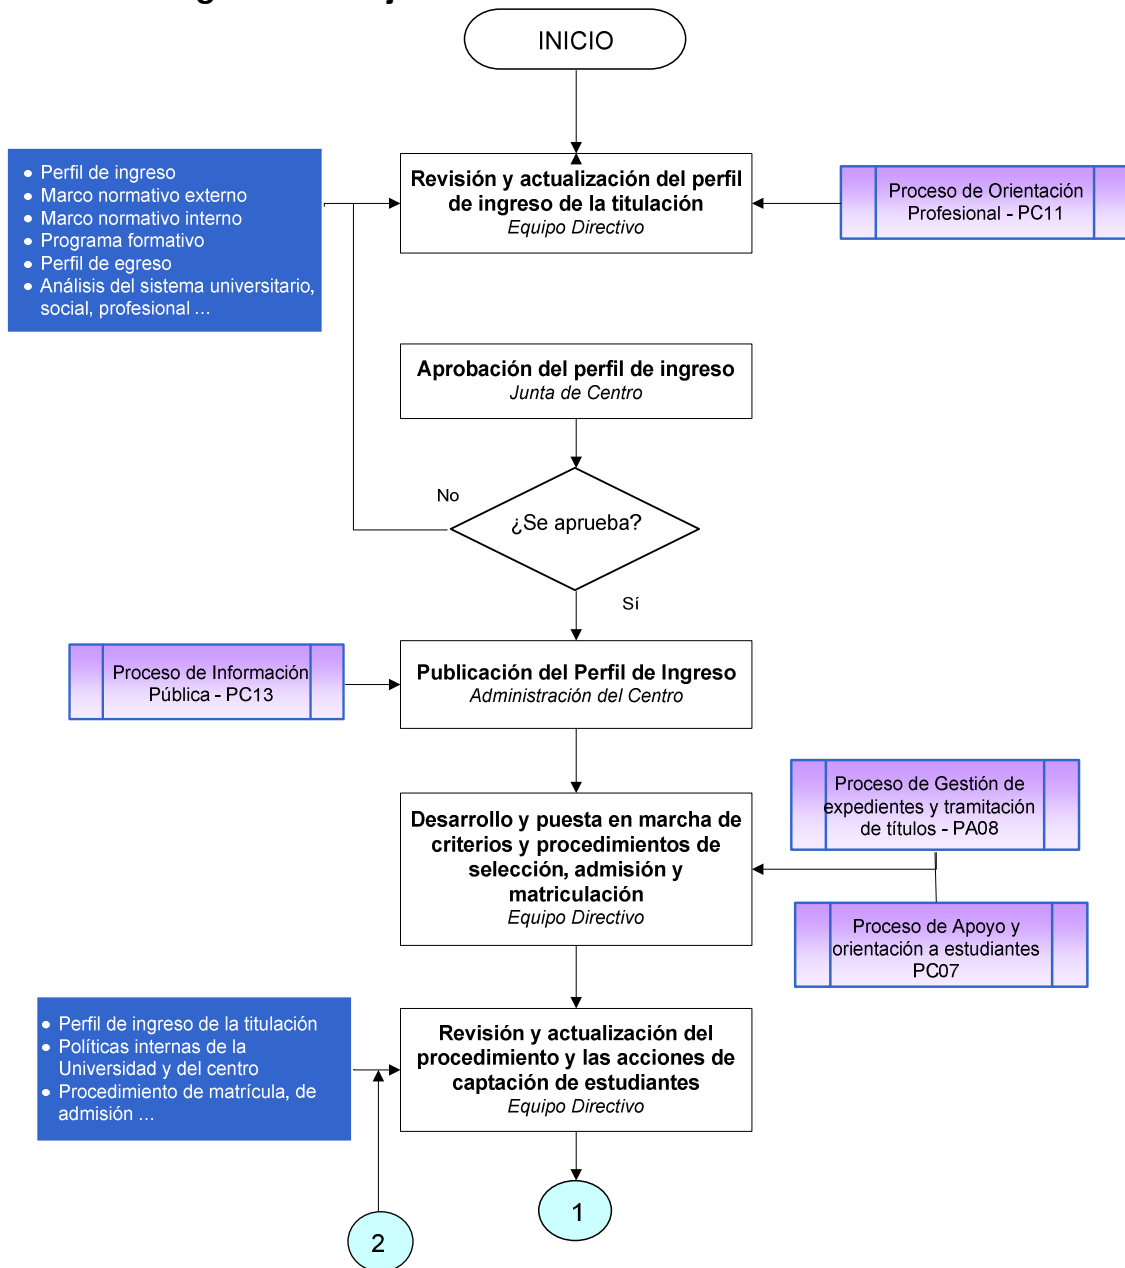 INICIO
• Perfil de ingreso
• Marco normativo externo
• Marco normativo interno
• Programa formativo
• Perfil de egreso
• Análisis del sistema universitario,
social, profesional ...
Revisión y actualización del perfil
de ingreso de la titulación
Equipo Directivo
Proceso de Orientación
Profesional - PC11
Aprobación del perfil de ingreso
Junta de Centro
No
¿Se aprueba?
Sí
Proceso de Información
Pública - PC13
Publicación del Perfil de Ingreso
Administración del Centro
Desarrollo y puesta en marcha de
criterios y procedimientos de
selección, admisión y
matriculación
Equipo Directivo
Proceso de Gestión de
expedientes y tramitación
de títulos - PA08
Proceso de Apoyo y
orientación a estudiantes
PC07
• Perfil de ingreso de la titulación
• Políticas internas de la
Universidad y del centro
• Procedimiento de matrícula, de
admisión ...
Revisión y actualización del
procedimiento y las acciones de
captación de estudiantes
Equipo Directivo
1
2